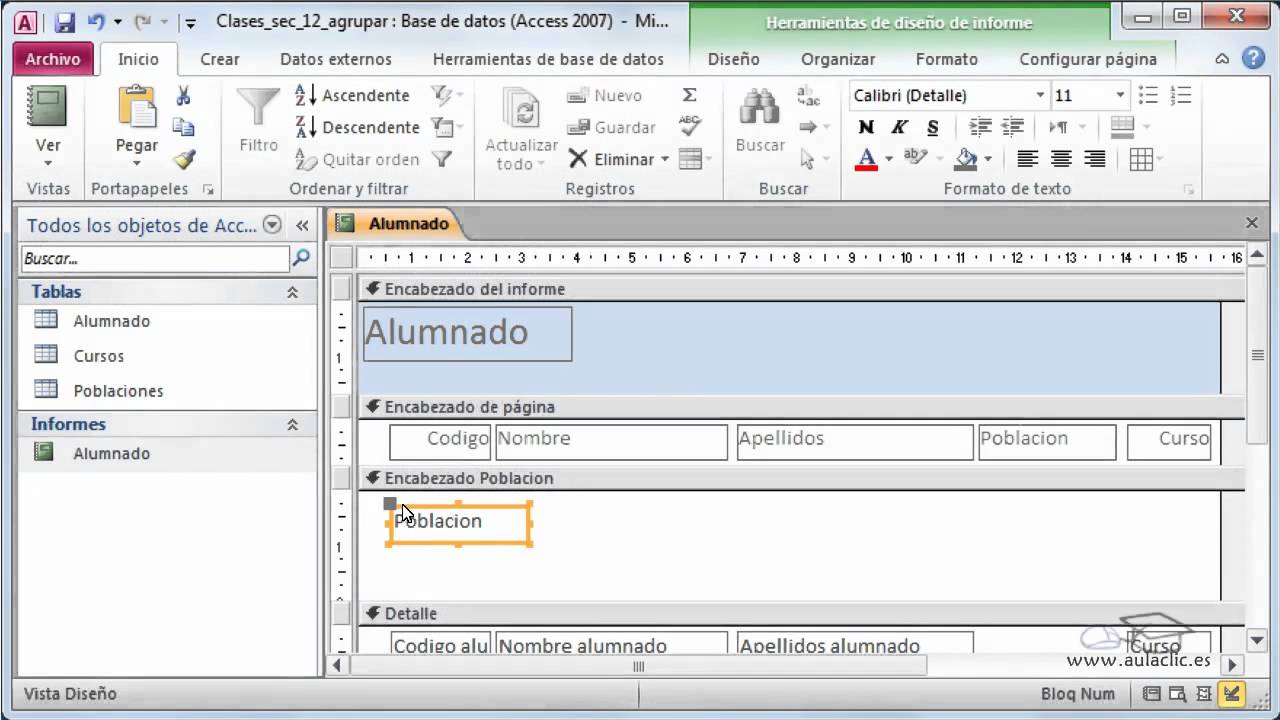 Clases_sec_12_agrupar : Base de datos (Access 2007) - Mi...
Herramientas de diseño de informe
Archivo Inicio Crear Datos externos Herramientas de base de datos Diseño Organizar Formato Configurar página
Ver
Vistas
Pegar
Portapapeles
Filtro
Ascendente
Descendente
Quitar orden
Ordenar y filtrar
Actualizar
todo
Nuevo
Guardar
Eliminar
Registros
Buscar
Buscar
Calibri (Detalle) 11
N K S
Formato de texto
Todos los objetos de Acc...
Buscar...
Tablas
Alumnado
Cursos
Poblaciones
Informes
Alumnado
Alumnado
1 2 3 4 5 6 7 8 9 10 11 12 13 14 15 16
Encabezado del informe
Alumnado
1
Encabezado de página
Codigo Nombre Apellidos Poblacion Curso
Encabezado Poblacion
Poblacion
1
Detalle
Codigo alu Nombre alumnado Apellidos alumnado Curso
www.aulaclic.es
Vista Diseño
Bloq Num